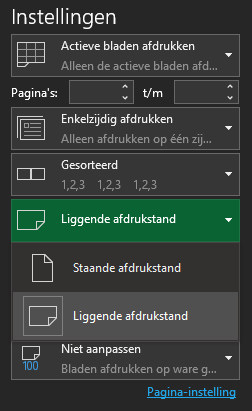 Instellingen
Actieve bladen afdrukken
Alleen de actieve bladen afd...
Pagina's: t/m
Enkelzijdig afdrukken
Alleen afdrukken op één zij...
Gesorteerd
1,2,3 1,2,3 1,2,3
Liggende afdrukstand
Staande afdrukstand
Liggende afdrukstand
Niet aanpassen
100 Bladen afdrukken op ware g...
Pagina-instelling